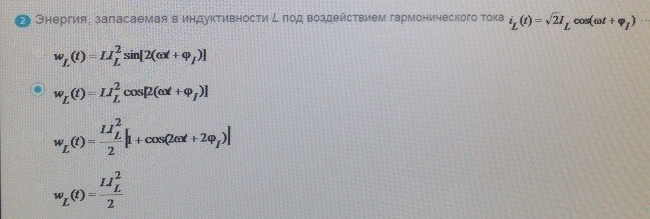 2 Энергия, запасаемая в индуктивности L под воздействием гармонического тока i_L(t) = √2I_L cos(ωt + φ_I) ...
w_L(t) = LI_L^2 sin[2(ωt + φ_I)]
w_L(t) = LI_L^2 cos[2(ωt + φ_I)]
w_L(t) = LI_L^2/2 [1 + cos(2ωt + 2φ_I)]
w_L(t) = LI_L^2/2